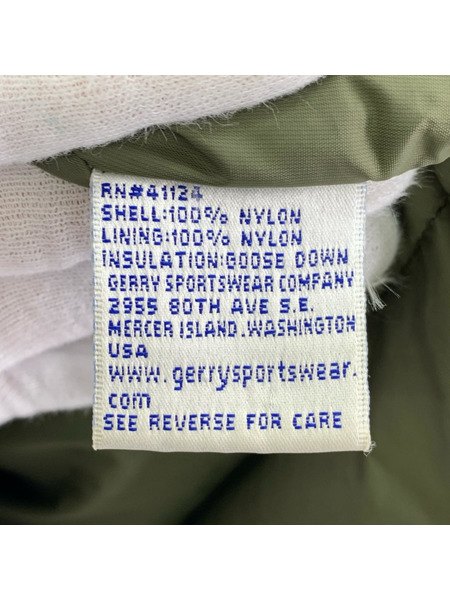 RN#41124
SHELL:100% NYLON
LINING:100% NYLON
INSULATION:GOOSE DOWN
GERRY SPORTSWEAR COMPANY
2955 80TH AVE S.E.
MERCER ISLAND.WASHINGTON
USA
www.gerrysportswear.
com
SEE REVERSE FOR CARE